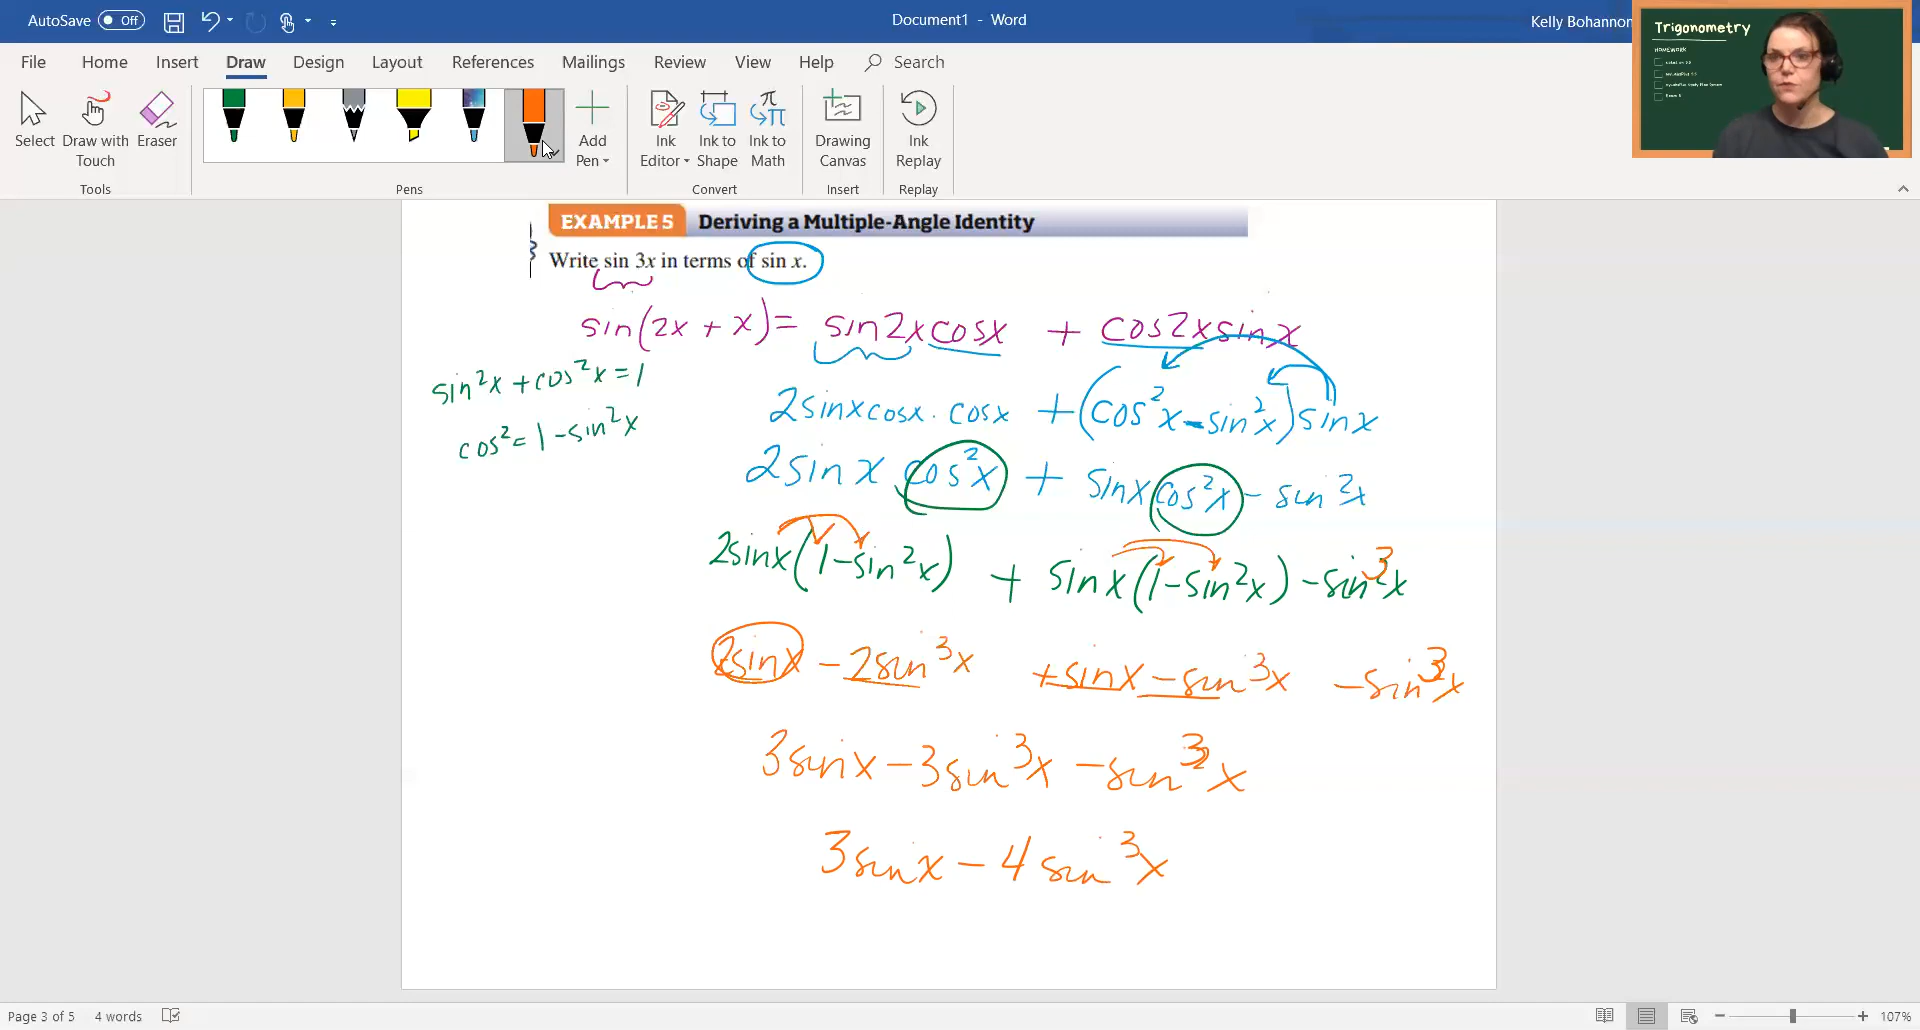 AutoSave Off Document1 - Word Kelly Bohannon
File Home Insert Draw Design Layout References Mailings Review View Help Search
Select Draw with Touch Eraser Add Pen Ink Editor Ink to Shape Ink to Math Drawing Canvas Ink Replay
Tools Pens Convert Insert Replay
Trigonometry
HOMEWORK
EXAMPLE 5 Deriving a Multiple-Angle Identity
Write sin 3x in terms of sin x.
sin(2x + x) = sin2xcosx + cos2xsinx
sin²x + cos²x = 1
cos² = 1 - sin²x
2sinxcosx · cosx + (cos²x - sin²x)sinx
2sinx cos²x + sinxcos²x - sin²x
2sinx(1 - sin²x) + sinx(1 - sin²x) - sin³x
2sinx - 2sin³x + sinx - sin³x - sin³x
3sinx - 3sin³x - sin³x
3sinx - 4sin³x
Page 3 of 5 4 words 107%